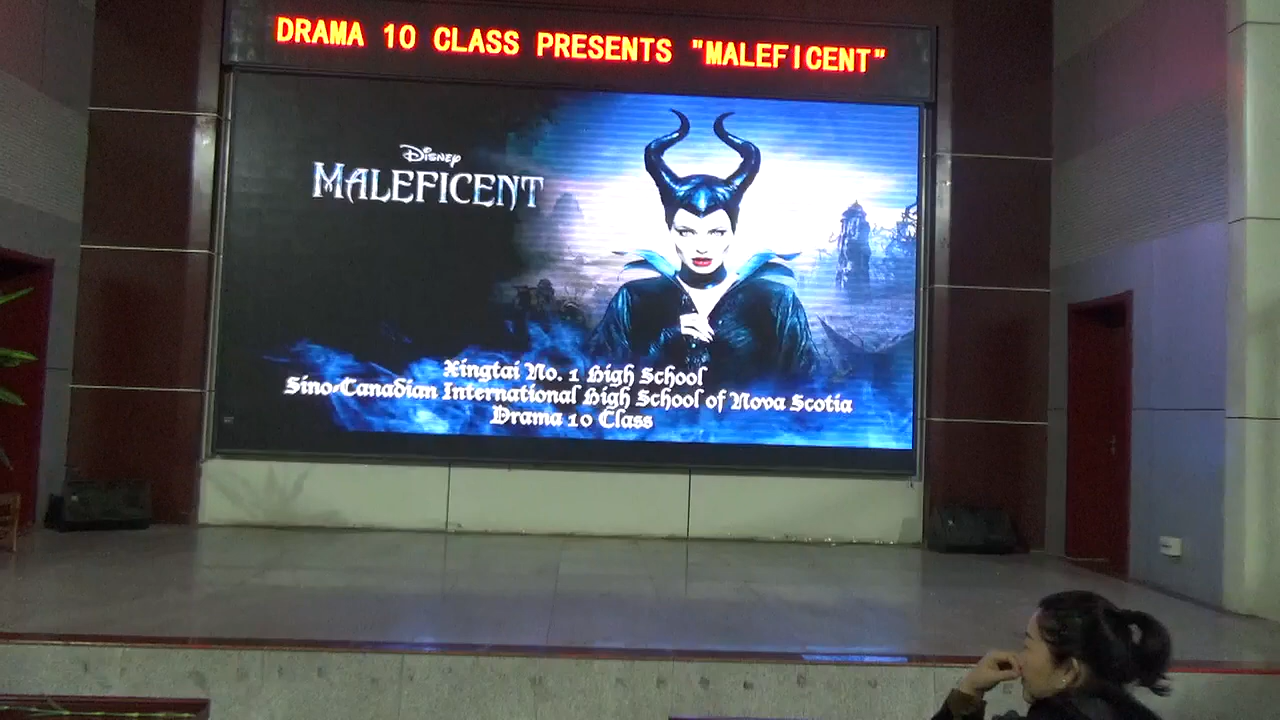 DRAMA 10 CLASS PRESENTS "MALEFICENT"
DISNEY
MALEFICENT
Xingtai No. 1 High School
Sino-Canadian International High School of Nova Scotia
Drama 10 Class